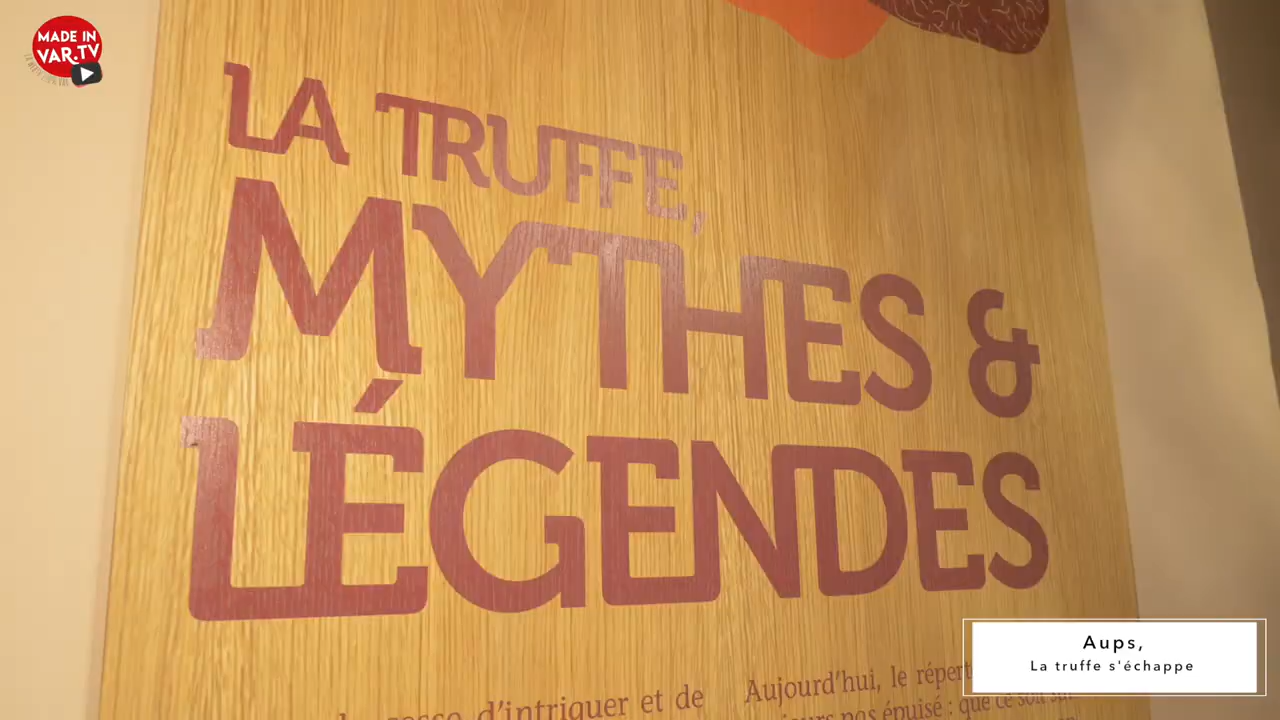 MADE IN
VAR.TV
LA TRUFFE,
MYTHES &
LÉGENDES
d'intriguer et de
Aujourd'hui, le
pas épuisé : que ce soit
Aups,
La truffe s'échappe